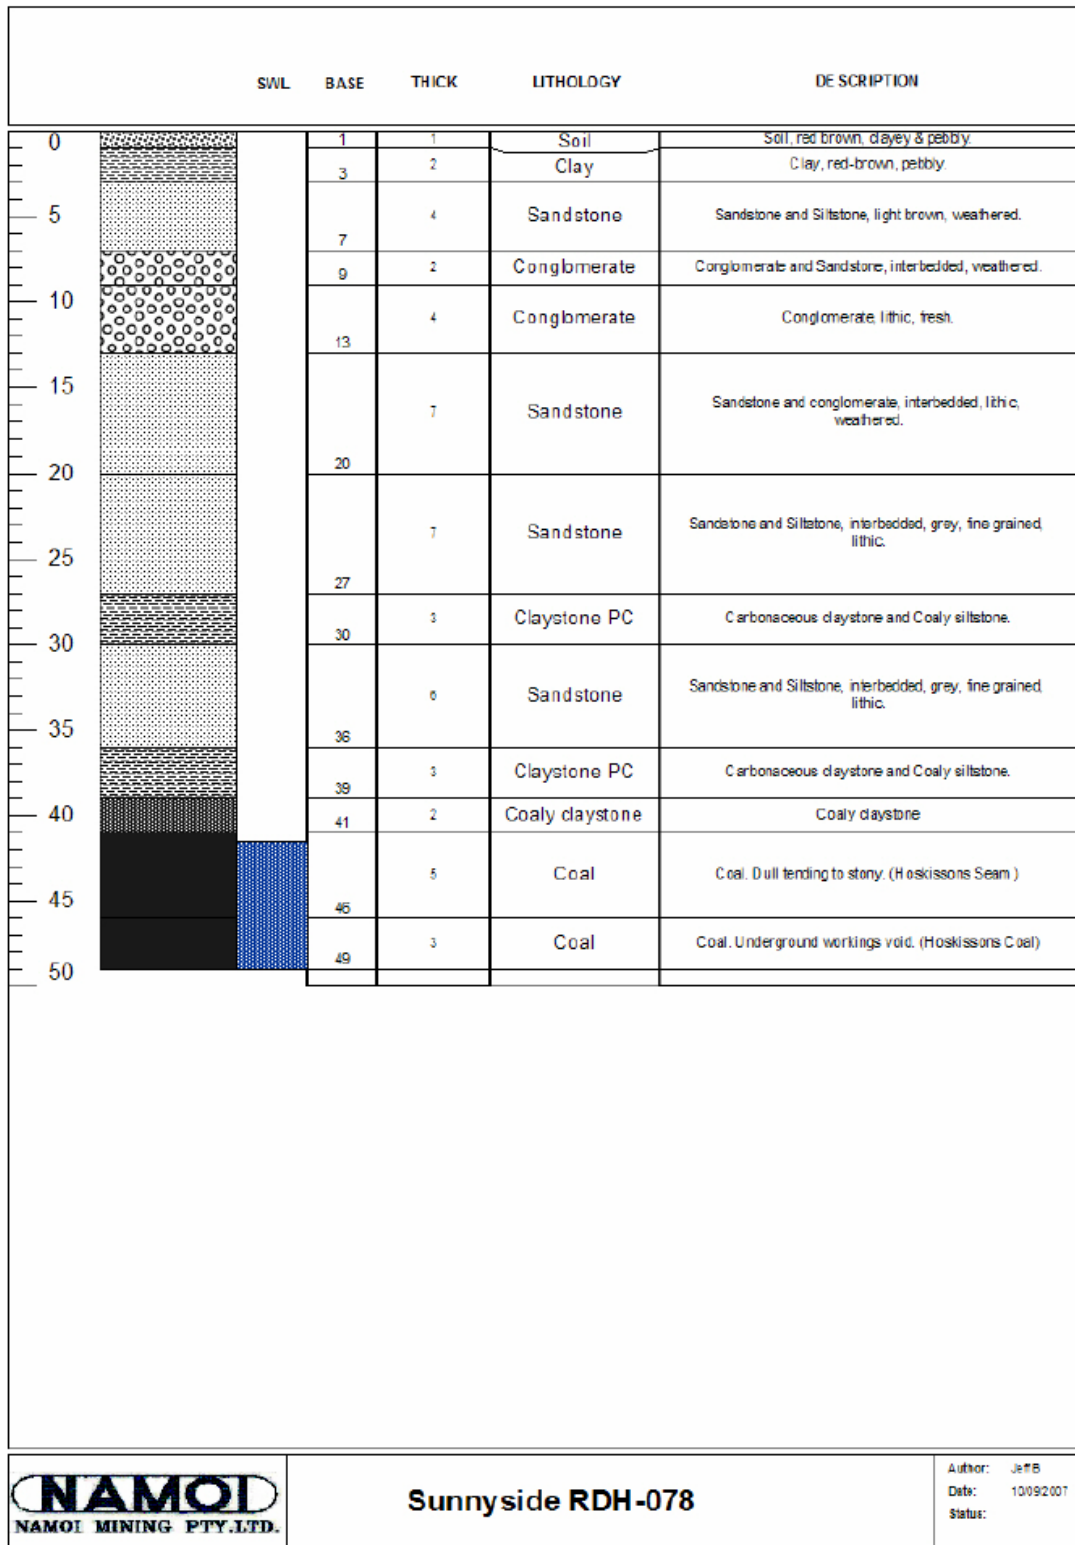 SWL BASE THICK LITHOLOGY DESCRIPTION
0
1 1 Soil Soil, red brown, clayey & pebbly.
3 2 Clay Clay, red-brown, pebbly.
5
7 4 Sandstone Sandstone and Siltstone, light brown, weathered.
9 2 Conglomerate Conglomerate and Sandstone, interbedded, weathered.
10
13 4 Conglomerate Conglomerate, lithic, fresh.
15
20 7 Sandstone Sandstone and conglomerate, interbedded, lithic,
weathered.
20
27 7 Sandstone Sandstone and Siltstone, interbedded, grey, fine grained,
lithic.
25
30 3 Claystone PC Carbonaceous claystone and Coaly siltstone.
30
36 6 Sandstone Sandstone and Siltstone, interbedded, grey, fine grained,
lithic.
35
39 3 Claystone PC Carbonaceous claystone and Coaly siltstone.
40
41 2 Coaly claystone Coaly claystone
46 5 Coal Coal. Dull tending to stony. (Hoskissons Seam)
45
49 3 Coal Coal. Underground workings void. (Hoskissons Coal)
50
NAMOI
NAMOI MINING PTY.LTD.
Sunnyside RDH-078
Author: JeffB
Date: 10/09/2007
Status: